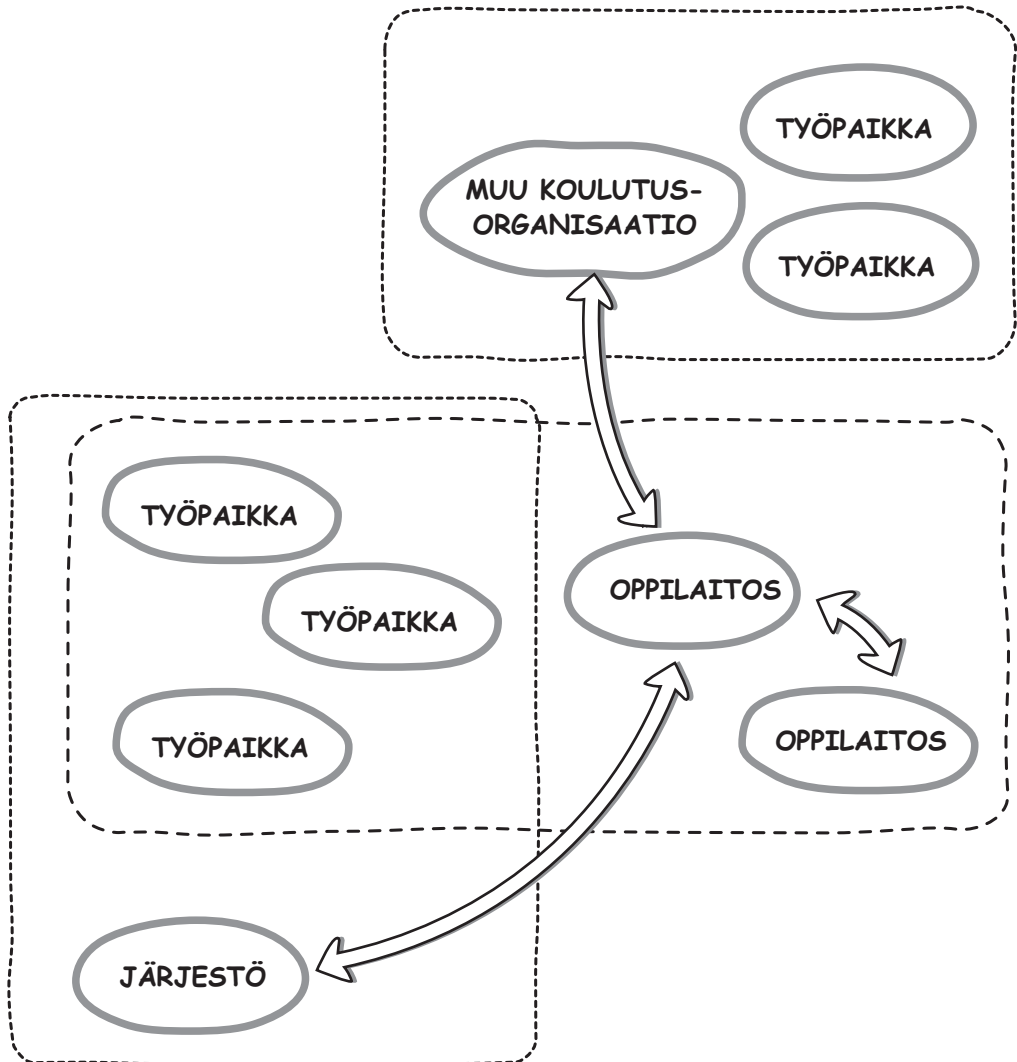 TYÖPAIKKA
MUU KOULUTUS-
ORGANISAATIO
TYÖPAIKKA
TYÖPAIKKA
TYÖPAIKKA
OPPILAITOS
TYÖPAIKKA
OPPILAITOS
JÄRJESTÖ